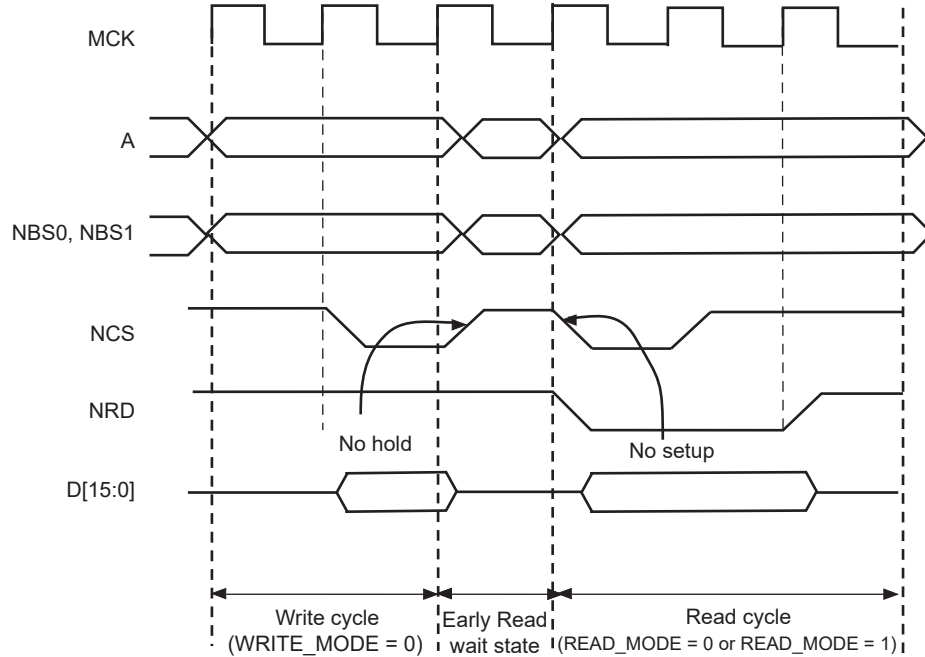 MCK
A
NBS0, NBS1
NCS
NRD
No hold
No setup
D[15:0]
Write cycle
(WRITE_MODE = 0)
Early Read
wait state
Read cycle
(READ_MODE = 0 or READ_MODE = 1)